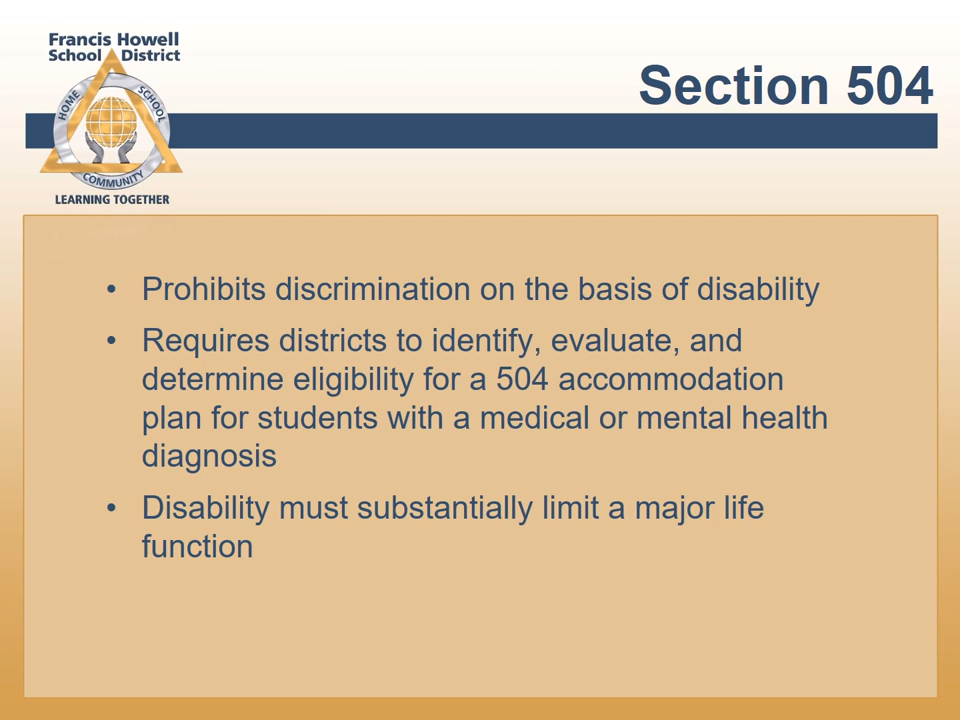 Francis Howell
School District
HOME
SCHOOL
COMMUNITY
LEARNING TOGETHER
Section 504
• Prohibits discrimination on the basis of disability
• Requires districts to identify, evaluate, and
determine eligibility for a 504 accommodation
plan for students with a medical or mental health
diagnosis
• Disability must substantially limit a major life
function